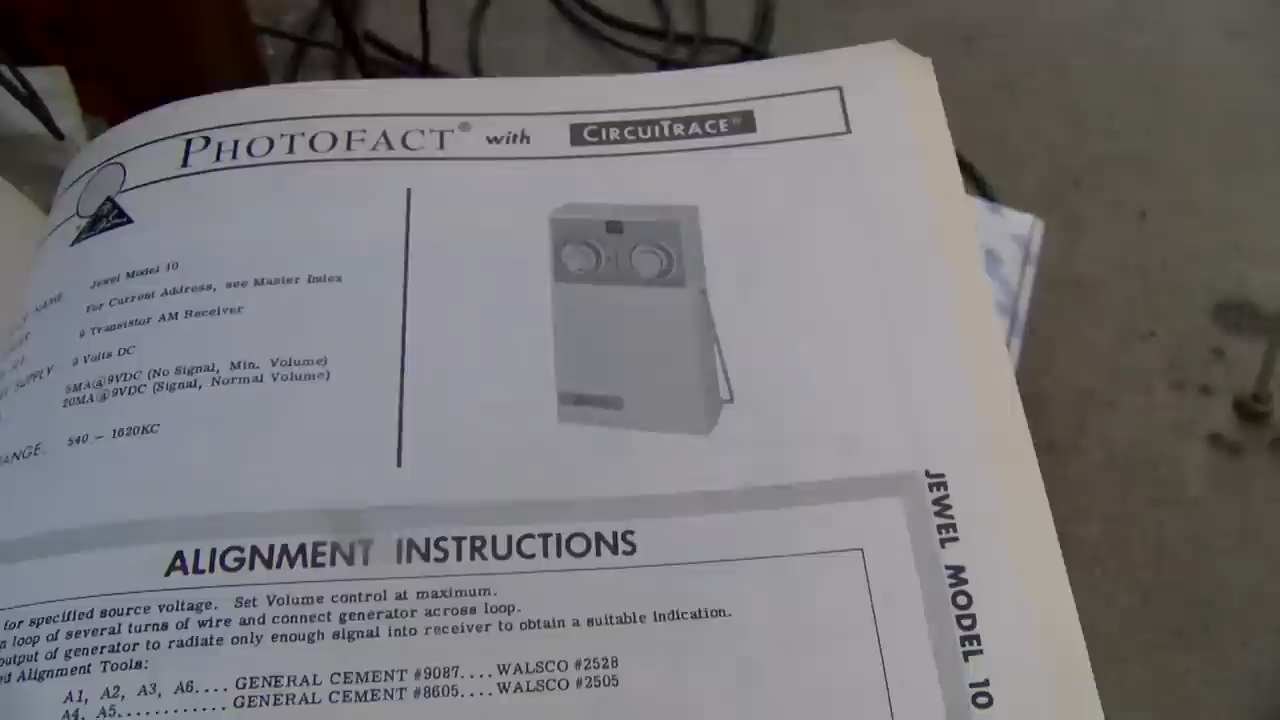 PHOTOFACT® with CIRCUITRACE®
NAME Jewel Model 10
For Current Address, see Master Index
9 Transistor AM Receiver
SUPPLY 9 Volts DC
5MA@9VDC (No Signal, Min. Volume)
20MA@9VDC (Signal, Normal Volume)
ANGE. 540 - 1620KC
JEWEL MODEL 10
ALIGNMENT INSTRUCTIONS
for specified source voltage. Set Volume control at maximum.
loop of several turns of wire and connect generator across loop.
output of generator to radiate only enough signal into receiver to obtain a suitable indication.
Alignment Tools:
A1, A2, A3, A6.... GENERAL CEMENT #9087.... WALSCO #2528
A4, A5............ GENERAL CEMENT #8605.... WALSCO #2505